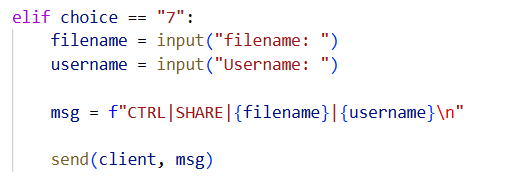 elif choice == "7":
    filename = input("filename: ")
    username = input("Username: ")
    msg = f"CTRL|SHARE|{filename}|{username}\n"
    send(client, msg)